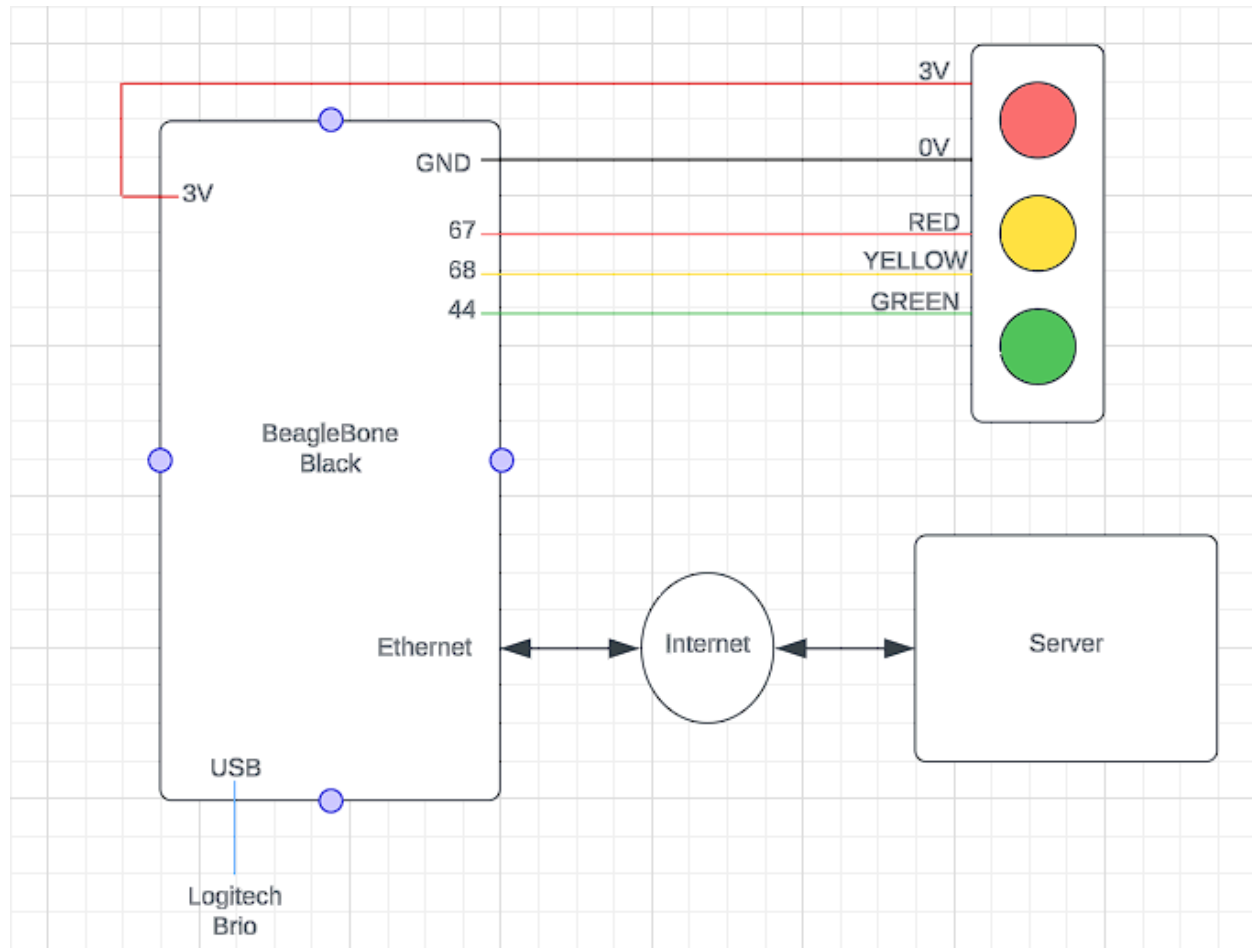 3V
0V
GND
3V
67
RED
68
YELLOW
44
GREEN
BeagleBone
Black
Ethernet
Internet
Server
USB
Logitech
Brio